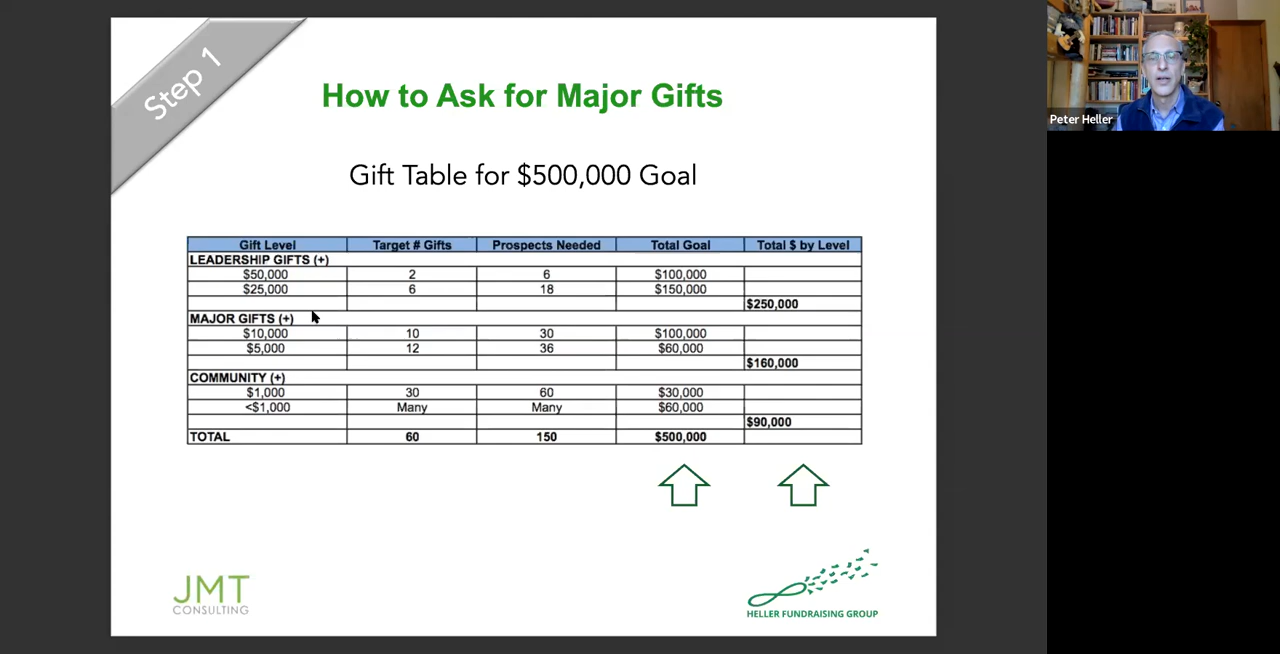 Step 1
How to Ask for Major Gifts
Gift Table for $500,000 Goal
Gift Level Target # Gifts Prospects Needed Total Goal Total $ by Level
LEADERSHIP GIFTS (+)
$50,000 2 6 $100,000
$25,000 6 18 $150,000
$250,000
MAJOR GIFTS (+)
$10,000 10 30 $100,000
$5,000 12 36 $60,000
$160,000
COMMUNITY (+)
$1,000 30 60 $30,000
<$1,000 Many Many $60,000
$90,000
TOTAL 60 150 $500,000
JMT
CONSULTING
HELLER FUNDRAISING GROUP
Peter Heller